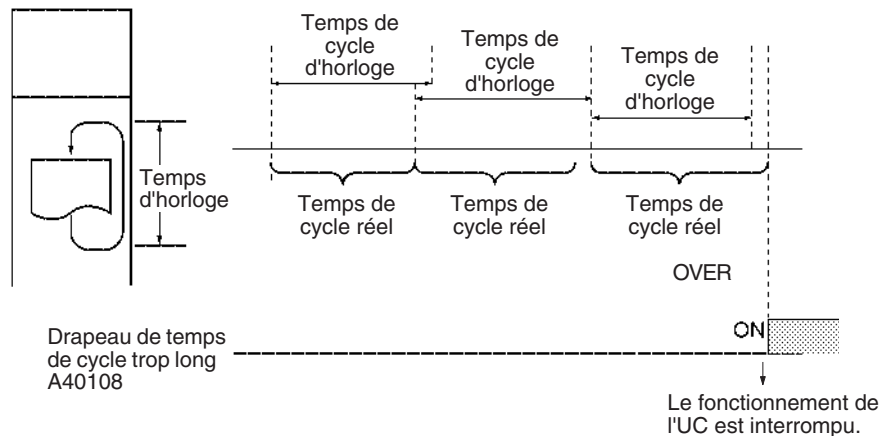 Temps de
cycle
d'horloge
Temps de
cycle
d'horloge
Temps de
cycle
d'horloge
Temps
d'horloge
Temps de
cycle réel
Temps de
cycle réel
Temps de
cycle réel
OVER
ON
Drapeau de temps
de cycle trop long
A40108
Le fonctionnement de
l'UC est interrompu.